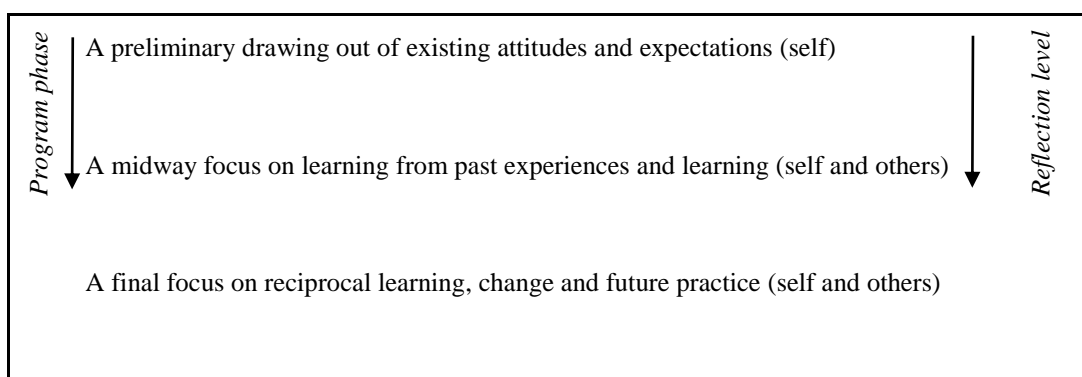 Program phase
A preliminary drawing out of existing attitudes and expectations (self)
A midway focus on learning from past experiences and learning (self and others)
A final focus on reciprocal learning, change and future practice (self and others)
Reflection level